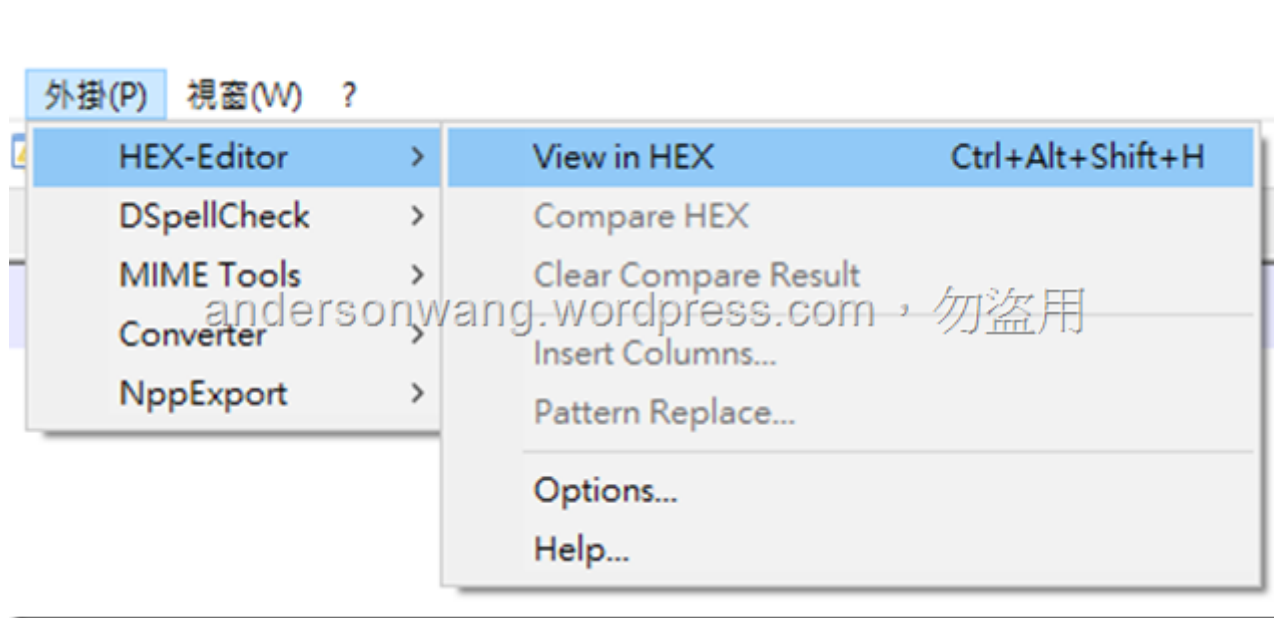 外掛(P) 視窗(W) ?
HEX-Editor
DSpellCheck
MIME Tools
Converter
NppExport
View in HEX Ctrl+Alt+Shift+H
Compare HEX
Clear Compare Result
Insert Columns...
Pattern Replace...
Options...
Help...
andersonwang.wordpress.com，勿盜用